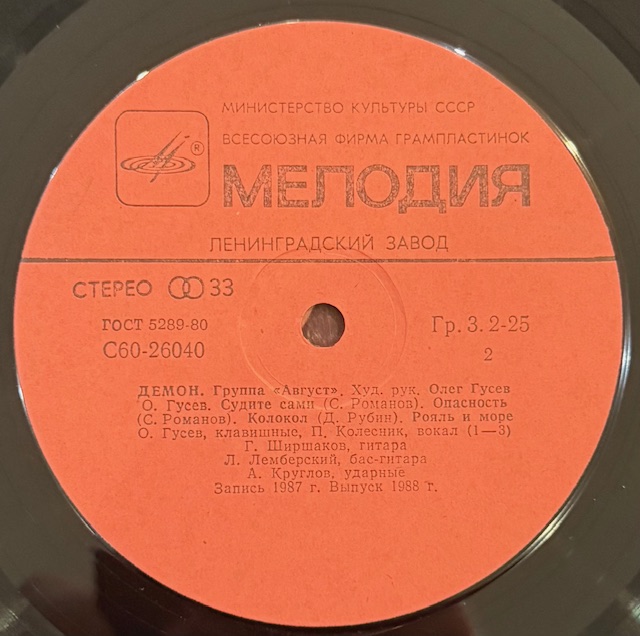 МИНИСТЕРСТВО КУЛЬТУРЫ СССР
ВСЕСОЮЗНАЯ ФИРМА ГРАМПЛАСТИНОК
®
МЕЛОДИЯ
ЛЕНИНГРАДСКИЙ ЗАВОД
СТЕРЕО 33
ГОСТ 5289-80
Гр. 3. 2-25
С60-26040
2
ДЕМОН. Группа «Август». Худ. рук. Олег Гусев
О. Гусев. Судите сами (С. Романов). Опасность
(С. Романов). Колокол (Д. Рубин). Рояль и море
О. Гусев, клавишные, П. Колесник, вокал (1—3)
Г. Ширшаков, гитара
Л. Лемберский, бас-гитара
А. Круглов, ударные
Запись 1987 г. Выпуск 1988 г.